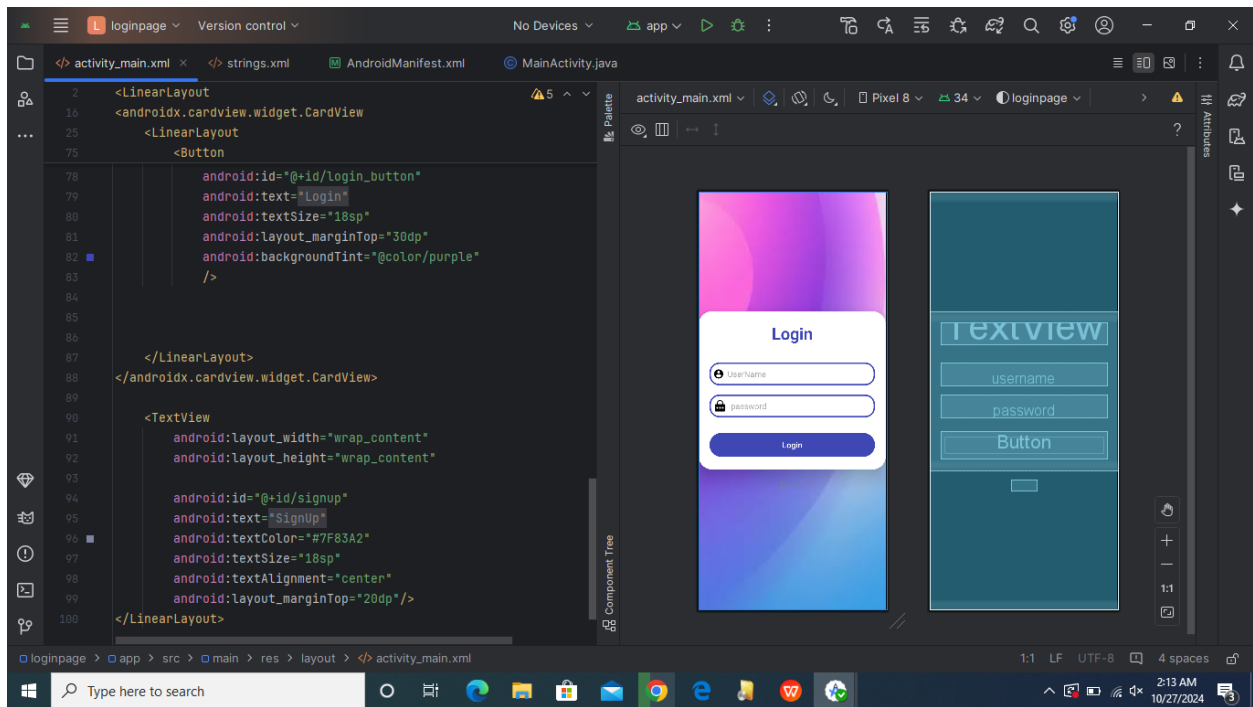 L loginpage Version control No Devices app
activity_main.xml strings.xml AndroidManifest.xml MainActivity.java
2 <LinearLayout 5
16 <androidx.cardview.widget.CardView
25 <LinearLayout
75 <Button
78 android:id="@+id/login_button"
79 android:text="Login"
80 android:textSize="18sp"
81 android:layout_marginTop="30dp"
82 android:backgroundTint="@color/purple"
83 />
84
85
86
87 </LinearLayout>
88 </androidx.cardview.widget.CardView>
89
90 <TextView
91 android:layout_width="wrap_content"
92 android:layout_height="wrap_content"
93
94 android:id="@+id/signup"
95 android:text="SignUp"
96 android:textColor="#7F83A2"
97 android:textSize="18sp"
98 android:textAlignment="center"
99 android:layout_marginTop="20dp"/>
100 </LinearLayout>
Palette
Component Tree
activity_main.xml Pixel 8 34 loginpage
?
Attributes
Login
UserName
password
Login
TextView
username
password
Button
1:1
loginpage > app > src > main > res > layout > activity_main.xml
1:1 LF UTF-8 4 spaces
Type here to search
W
2:13 AM
10/27/2024
3